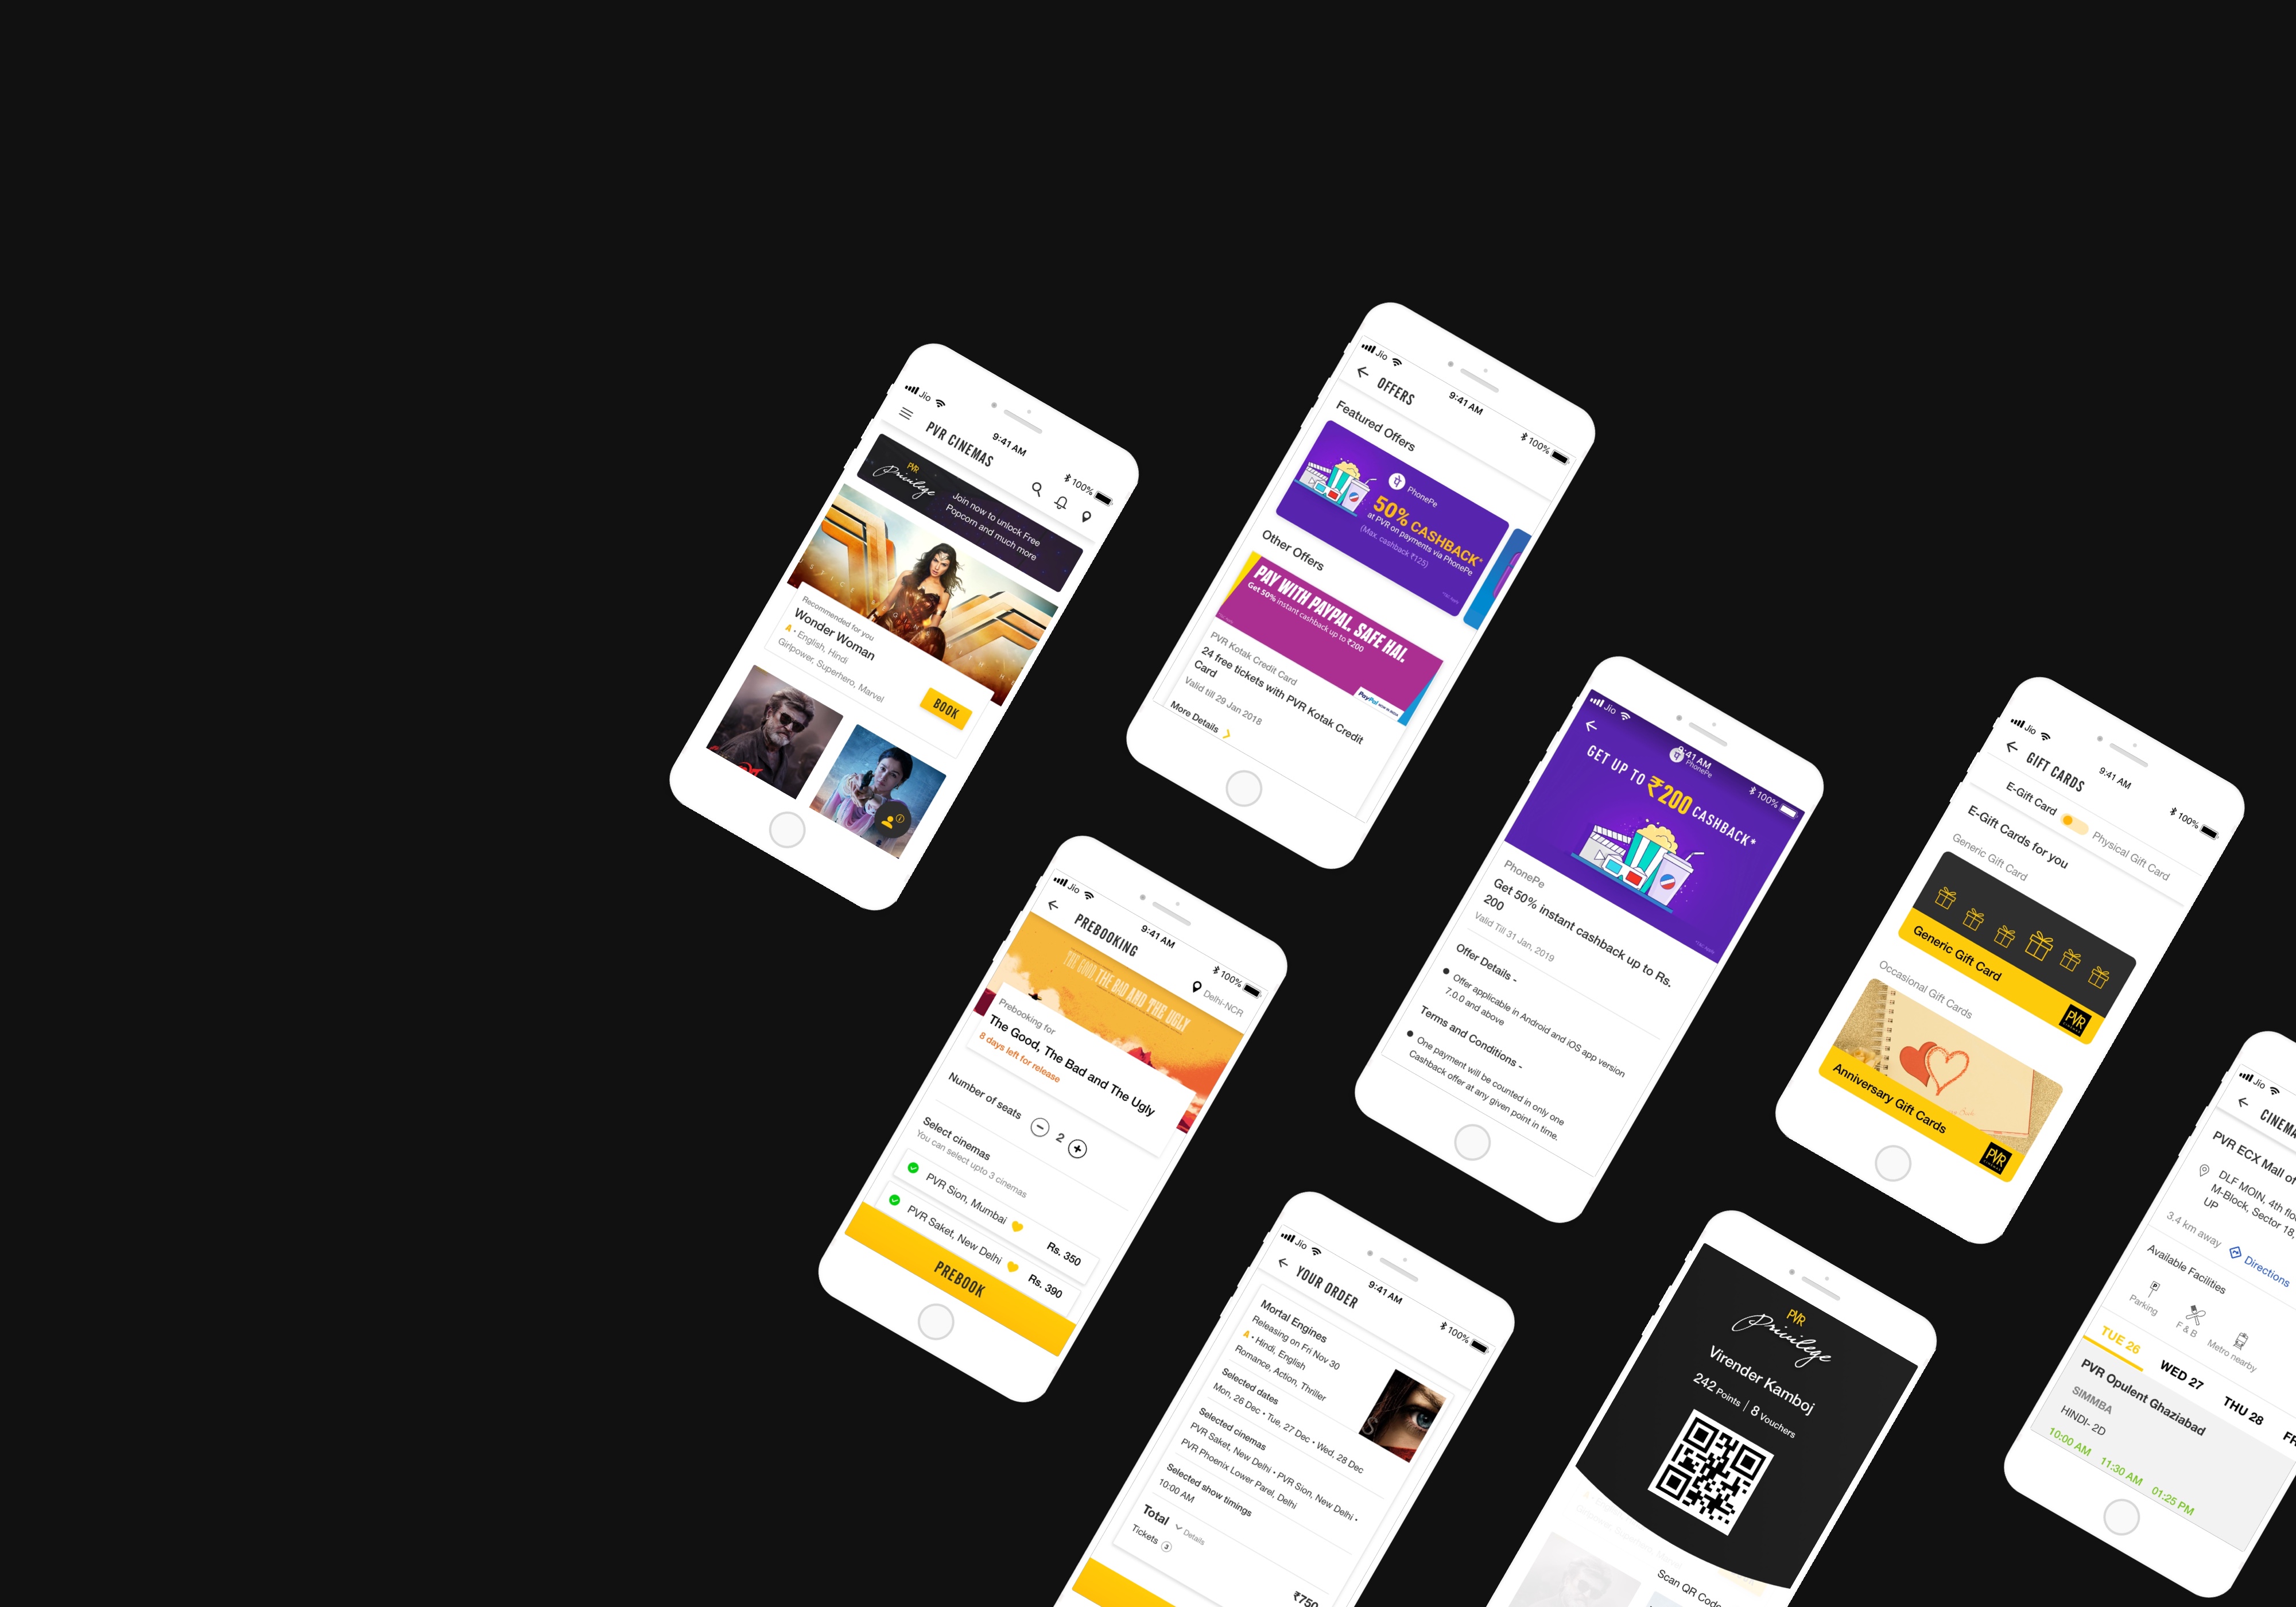 Jio
9:41 AM
100%
PVR CINEMAS
PVR
Privilege
Join now to unlock Free
Popcorn and much more
Recommended for you
Wonder Woman
A • English, Hindi
Girlpower, Superhero, Marvel
BOOK
Jio
9:41 AM
100%
OFFERS
Featured Offers
PhonePe
50% CASHBACK*
at PVR on payments via PhonePe
(Max. cashback ₹125)
Other Offers
PAY WITH PAYPAL. SAFE HAI.
Get 50% instant cashback up to ₹200
PayPal
PVR Kotak Credit Card
24 free tickets with PVR Kotak Credit
Card
Valid till 29 Jan 2018
More Details
Jio
9:41 AM
100%
PhonePe
GET UP TO ₹200 CASHBACK*
PhonePe
Get 50% instant cashback up to Rs.
200
Valid Till 31 Jan, 2019
Offer Details -
Offer applicable in Android and iOS app version
7.0.0 and above
Terms and Conditions -
One payment will be counted in only one
Cashback offer at any given point in time.
Jio
9:41 AM
100%
GIFT CARDS
E-Gift Card
Physical Gift Card
E-Gift Cards for you
Generic Gift Card
Generic Gift Card
PVR
Occasional Gift Cards
Anniversary Gift Cards
PVR
Jio
9:41 AM
100%
PREBOOKING
Delhi-NCR
THE GOOD, THE BAD AND THE UGLY
Prebooking for
The Good, The Bad and The Ugly
8 days left for release
Number of seats
2
Select cinemas
You can select upto 3 cinemas
PVR Sion, Mumbai
Rs. 350
PVR Saket, New Delhi
Rs. 390
PREBOOK
Jio
9:41 AM
100%
YOUR ORDER
Mortal Engines
Releasing on Fri Nov 30
A • Hindi, English
Romance, Action, Thriller
Selected dates
Mon, 26 Dec • Tue, 27 Dec • Wed, 28 Dec
Selected cinemas
PVR Saket, New Delhi • PVR Sion, New Delhi •
PVR Phoenix Lower Parel, Delhi
Selected show timings
10:00 AM
Total
Details
Tickets 3
₹750
PVR
Privilege
Virender Kamboj
242 Points | 8 Vouchers
Scan QR Code
Jio
CINEMA
PVR ECX Mall of
DLF MOIN, 4th flo
M-Block, Sector 18,
UP
3.4 km away
Directions
Available Facilities
Parking
F & B
Metro nearby
TUE 26
WED 27
THU 28
FR
PVR Opulent Ghaziabad
SIMMBA
HINDI- 2D
10:00 AM
11:30 AM
01:25 PM